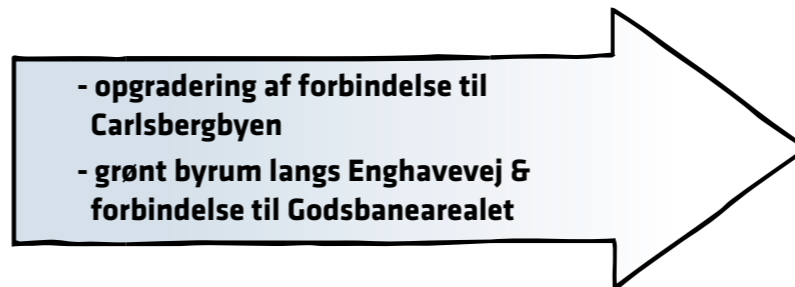 - opgradering af forbindelse til
Carlsbergbyen
- grønt byrum langs Enghavevej &
forbindelse til Godsbanearealet